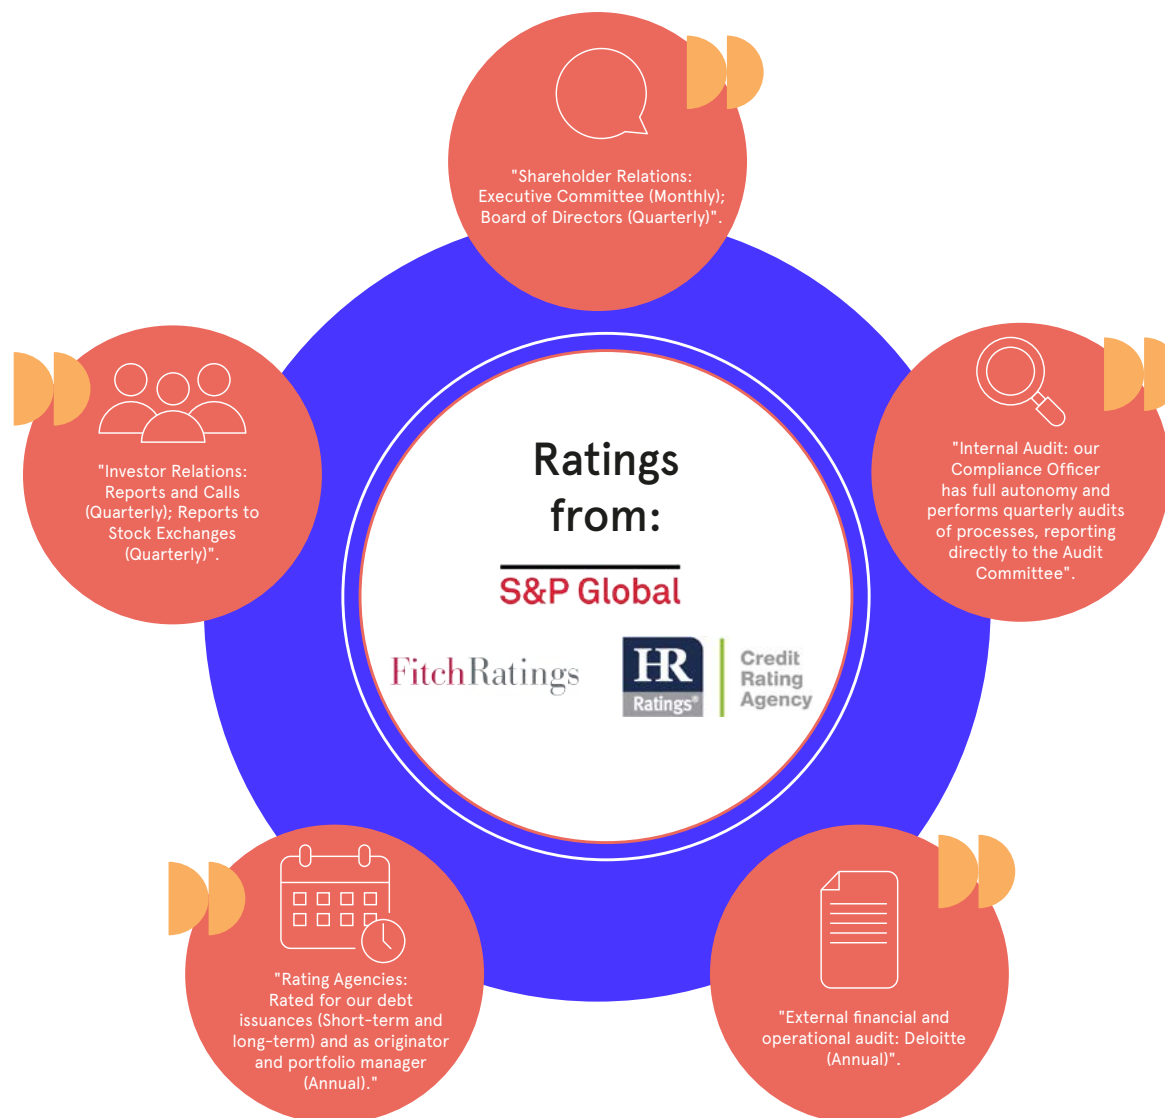 "Shareholder Relations:
Executive Committee (Monthly);
Board of Directors (Quarterly)".
"Investor Relations:
Reports and Calls
(Quarterly); Reports to
Stock Exchanges
(Quarterly)".
"Internal Audit: our
Compliance Officer
has full autonomy and
performs quarterly audits
of processes, reporting
directly to the Audit
Committee".
Ratings
from:
S&P Global
FitchRatings
HR
Ratings®
Credit
Rating
Agency
"Rating Agencies:
Rated for our debt
issuances (Short-term and
long-term) and as originator
and portfolio manager
(Annual)."
"External financial and
operational audit: Deloitte
(Annual)".